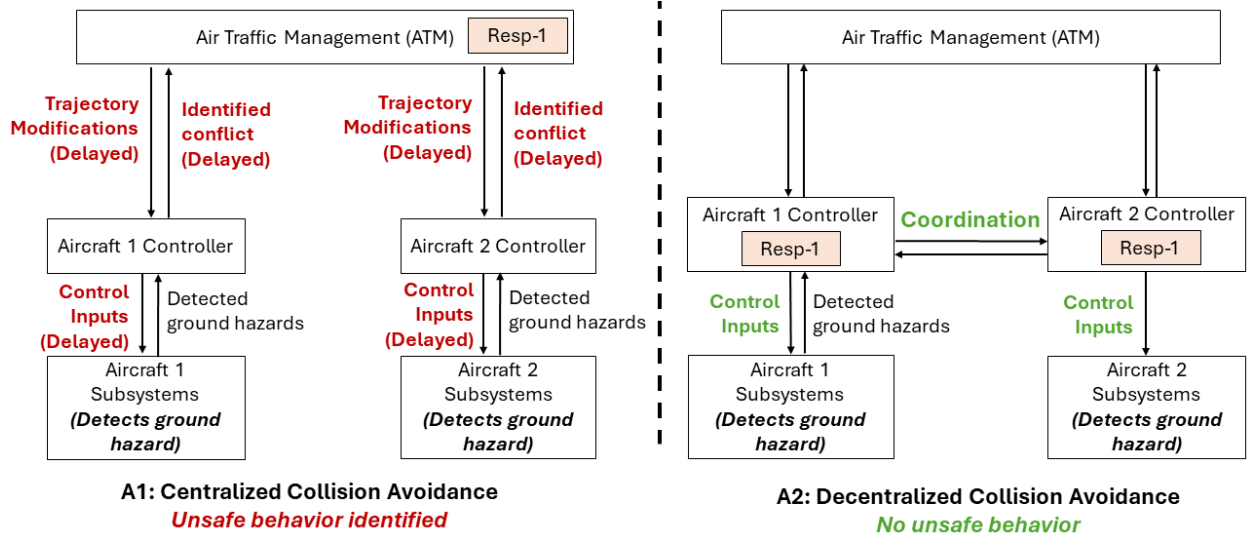 Air Traffic Management (ATM)
Resp-1
Trajectory
Modifications
(Delayed)
Identified
conflict
(Delayed)
Trajectory
Modifications
(Delayed)
Identified
conflict
(Delayed)
Aircraft 1 Controller
Aircraft 2 Controller
Control
Inputs
(Delayed)
Detected
ground hazards
Control
Inputs
(Delayed)
Detected
ground hazards
Aircraft 1
Subsystems
(Detects ground
hazard)
Aircraft 2
Subsystems
(Detects ground
hazard)
A1: Centralized Collision Avoidance
Unsafe behavior identified
Air Traffic Management (ATM)
Aircraft 1 Controller
Resp-1
Coordination
Aircraft 2 Controller
Resp-1
Control
Inputs
Detected
ground hazards
Control
Inputs
Aircraft 1
Subsystems
(Detects ground
hazard)
Aircraft 2
Subsystems
(Detects ground
hazard)
A2: Decentralized Collision Avoidance
No unsafe behavior